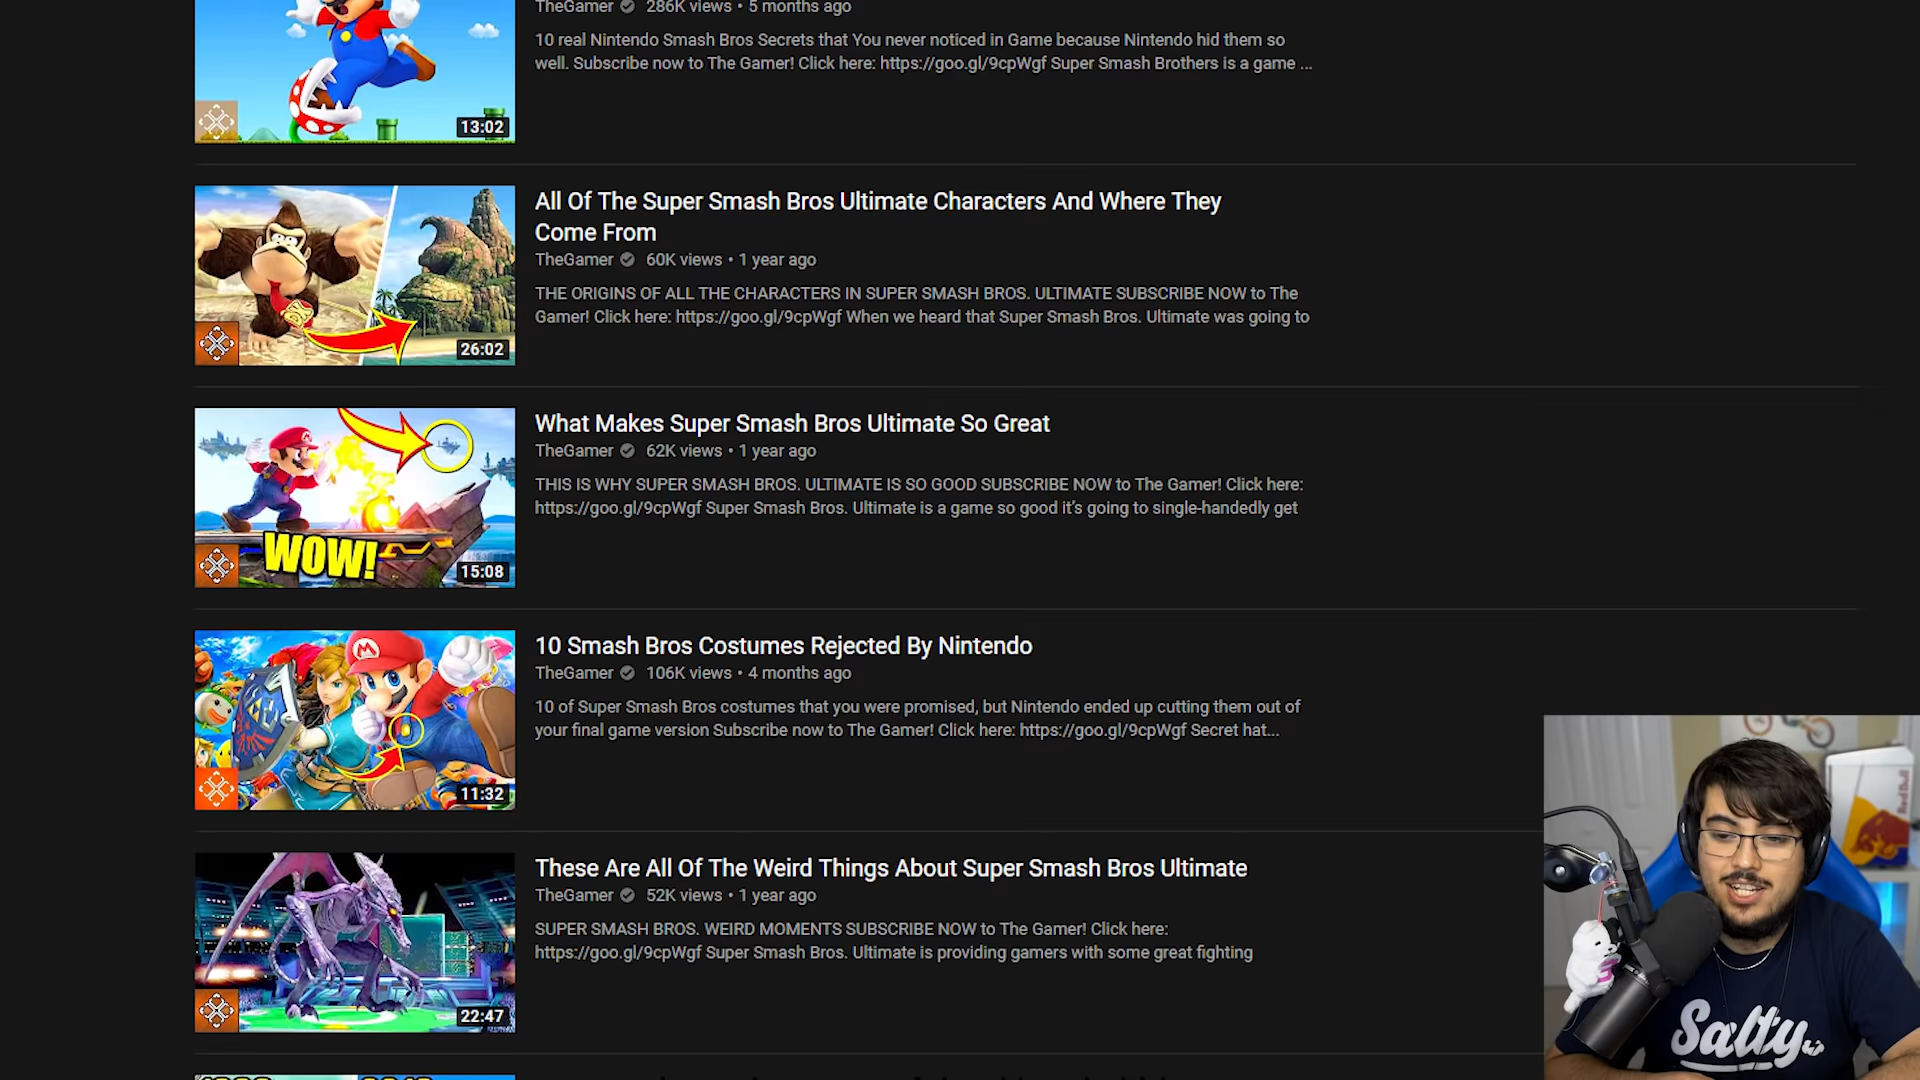 TheGamer 286K views • 5 months ago
10 real Nintendo Smash Bros Secrets that You never noticed in Game because Nintendo hid them so
well. Subscribe now to The Gamer! Click here: https://goo.gl/9cpWgf Super Smash Brothers is a game ...
13:02
All Of The Super Smash Bros Ultimate Characters And Where They
Come From
TheGamer 60K views • 1 year ago
THE ORIGINS OF ALL THE CHARACTERS IN SUPER SMASH BROS. ULTIMATE SUBSCRIBE NOW to The
Gamer! Click here: https://goo.gl/9cpWgf When we heard that Super Smash Bros. Ultimate was going to
26:02
What Makes Super Smash Bros Ultimate So Great
TheGamer 62K views • 1 year ago
THIS IS WHY SUPER SMASH BROS. ULTIMATE IS SO GOOD SUBSCRIBE NOW to The Gamer! Click here:
https://goo.gl/9cpWgf Super Smash Bros. Ultimate is a game so good it's going to single-handedly get
WOW!
15:08
10 Smash Bros Costumes Rejected By Nintendo
TheGamer 106K views • 4 months ago
10 of Super Smash Bros costumes that you were promised, but Nintendo ended up cutting them out of
your final game version Subscribe now to The Gamer! Click here: https://goo.gl/9cpWgf Secret hat...
M
11:32
These Are All Of The Weird Things About Super Smash Bros Ultimate
TheGamer 52K views • 1 year ago
SUPER SMASH BROS. WEIRD MOMENTS SUBSCRIBE NOW to The Gamer! Click here:
https://goo.gl/9cpWgf Super Smash Bros. Ultimate is providing gamers with some great fighting
22:47
Red Bull
Salty